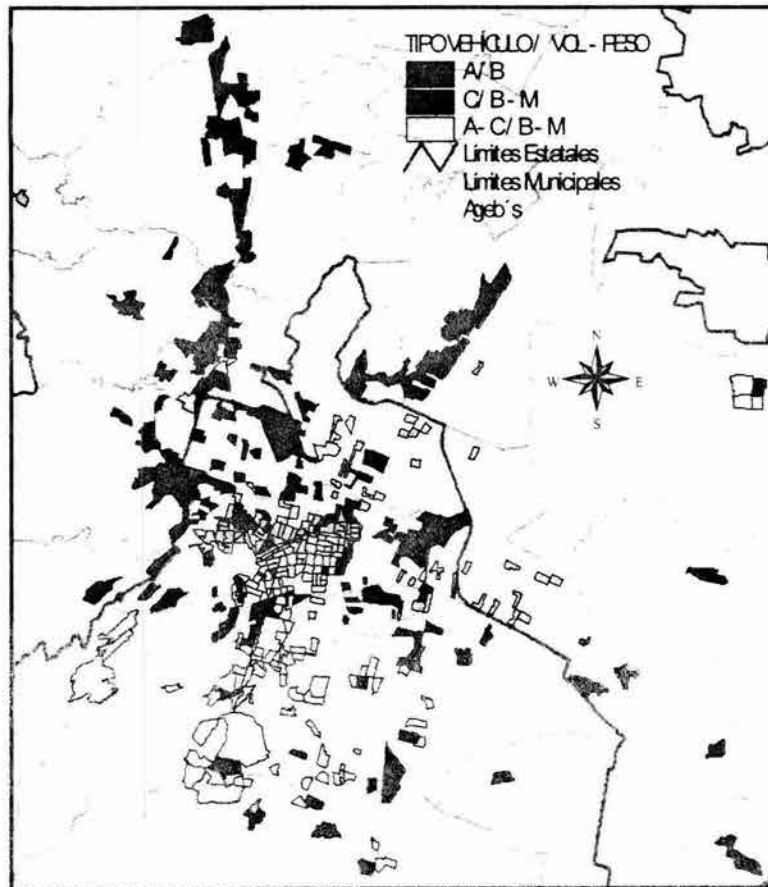 TIPO VEHÍCULO / VOL - PESO
A/ B
C/ B - M
A - C/ B - M
Limites Estatales
Limites Municipales
Ageb´s
N
W E
S